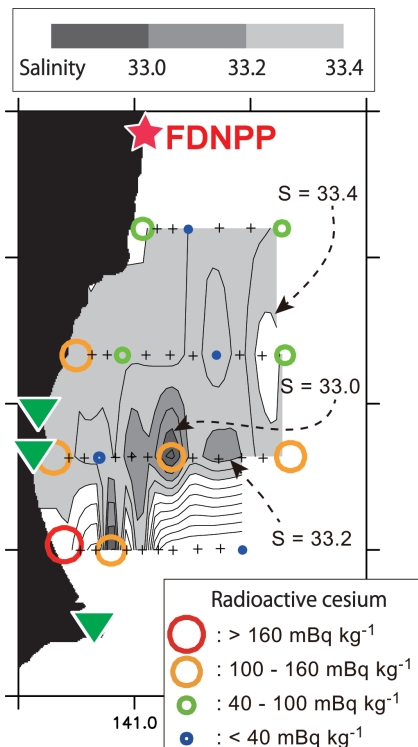 Salinity 33.0 33.2 33.4
FDNPP
S = 33.4
S = 33.0
S = 33.2
Radioactive cesium
: > 160 mBq kg⁻¹
: 100 - 160 mBq kg⁻¹
: 40 - 100 mBq kg⁻¹
: < 40 mBq kg⁻¹
141.0